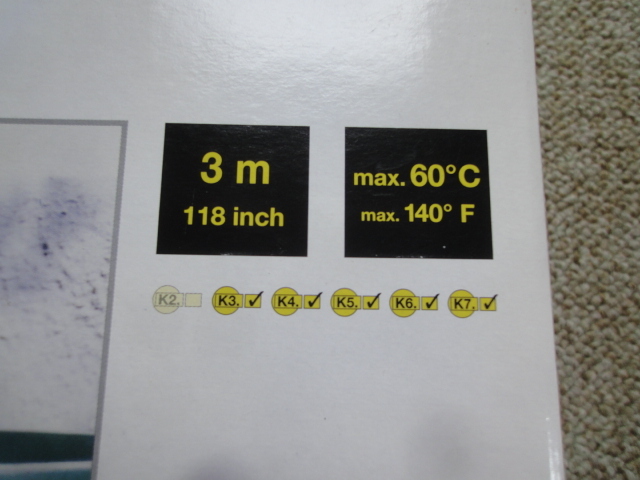 3 m
118 inch
max. 60°C
max. 140° F
K2. K3. K4. K5. K6. K7.